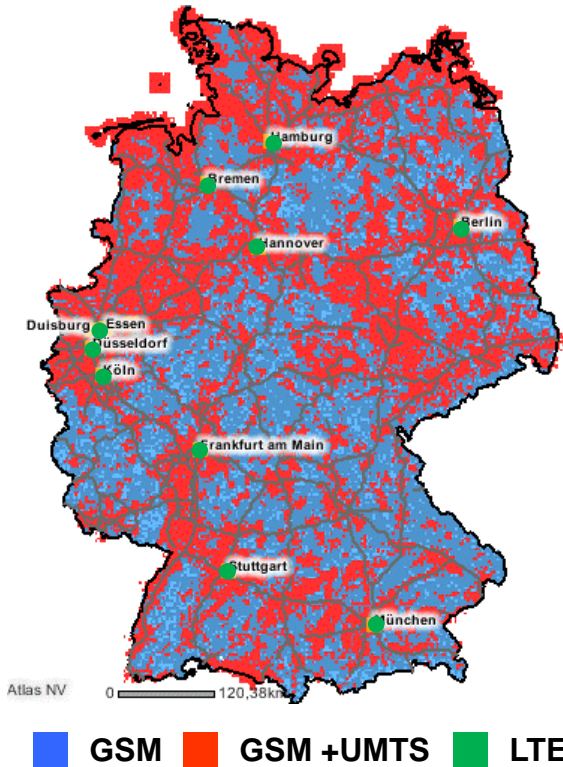 Hamburg
Bremen
Berlin
Hannover
Duisburg Essen
Düsseldorf
Köln
Frankfurt am Main
Stuttgart
München
Atlas NV 0 120,38km
GSM GSM +UMTS LTE